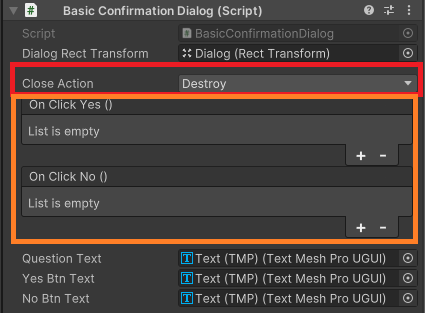 Basic Confirmation Dialog (Script)
Script
BasicConfirmationDialog
Dialog Rect Transform
Dialog (Rect Transform)
Close Action
Destroy
On Click Yes ()
List is empty
+ -
On Click No ()
List is empty
+ -
Question Text
Text (TMP) (Text Mesh Pro UGUI)
Yes Btn Text
Text (TMP) (Text Mesh Pro UGUI)
No Btn Text
Text (TMP) (Text Mesh Pro UGUI)